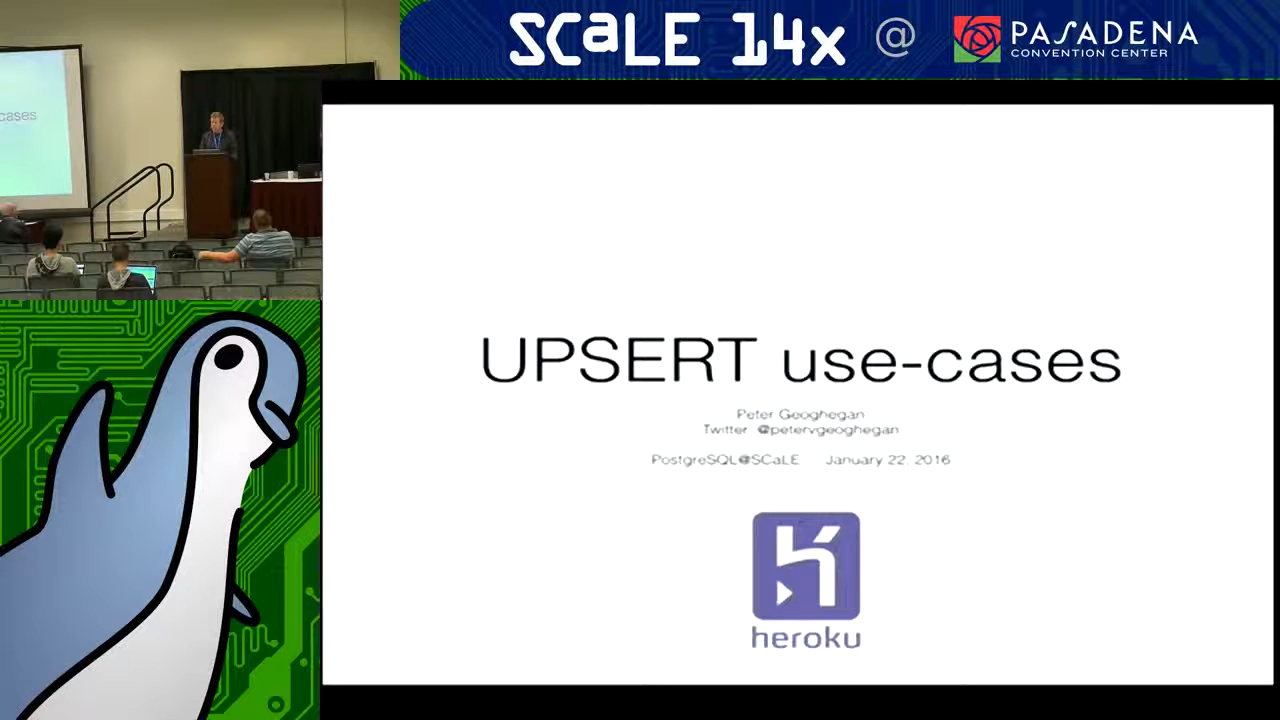 SCaLE 14x @ PASADENA
CONVENTION CENTER
cases
UPSERT use-cases
Peter Geoghegan
Twitter @petervgeoghegan
PostgreSQL@SCaLE January 22, 2016
heroku